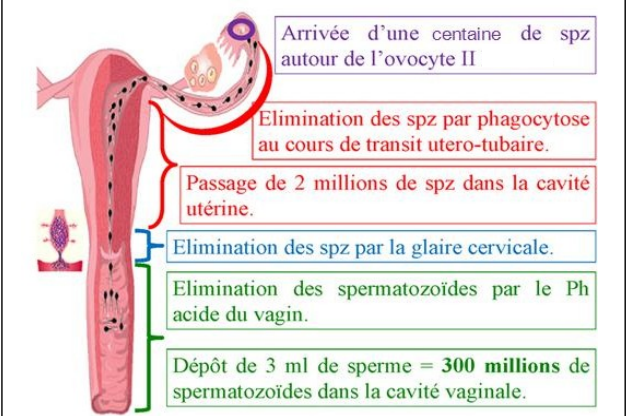 Arrivée d'une centaine de spz
autour de l'ovocyte II
Elimination des spz par phagocytose
au cours de transit utero-tubaire.
Passage de 2 millions de spz dans la cavité
utérine.
Elimination des spz par la glaire cervicale.
Elimination des spermatozoïdes par le Ph
acide du vagin.
Dépôt de 3 ml de sperme = 300 millions de
spermatozoïdes dans la cavité vaginale.